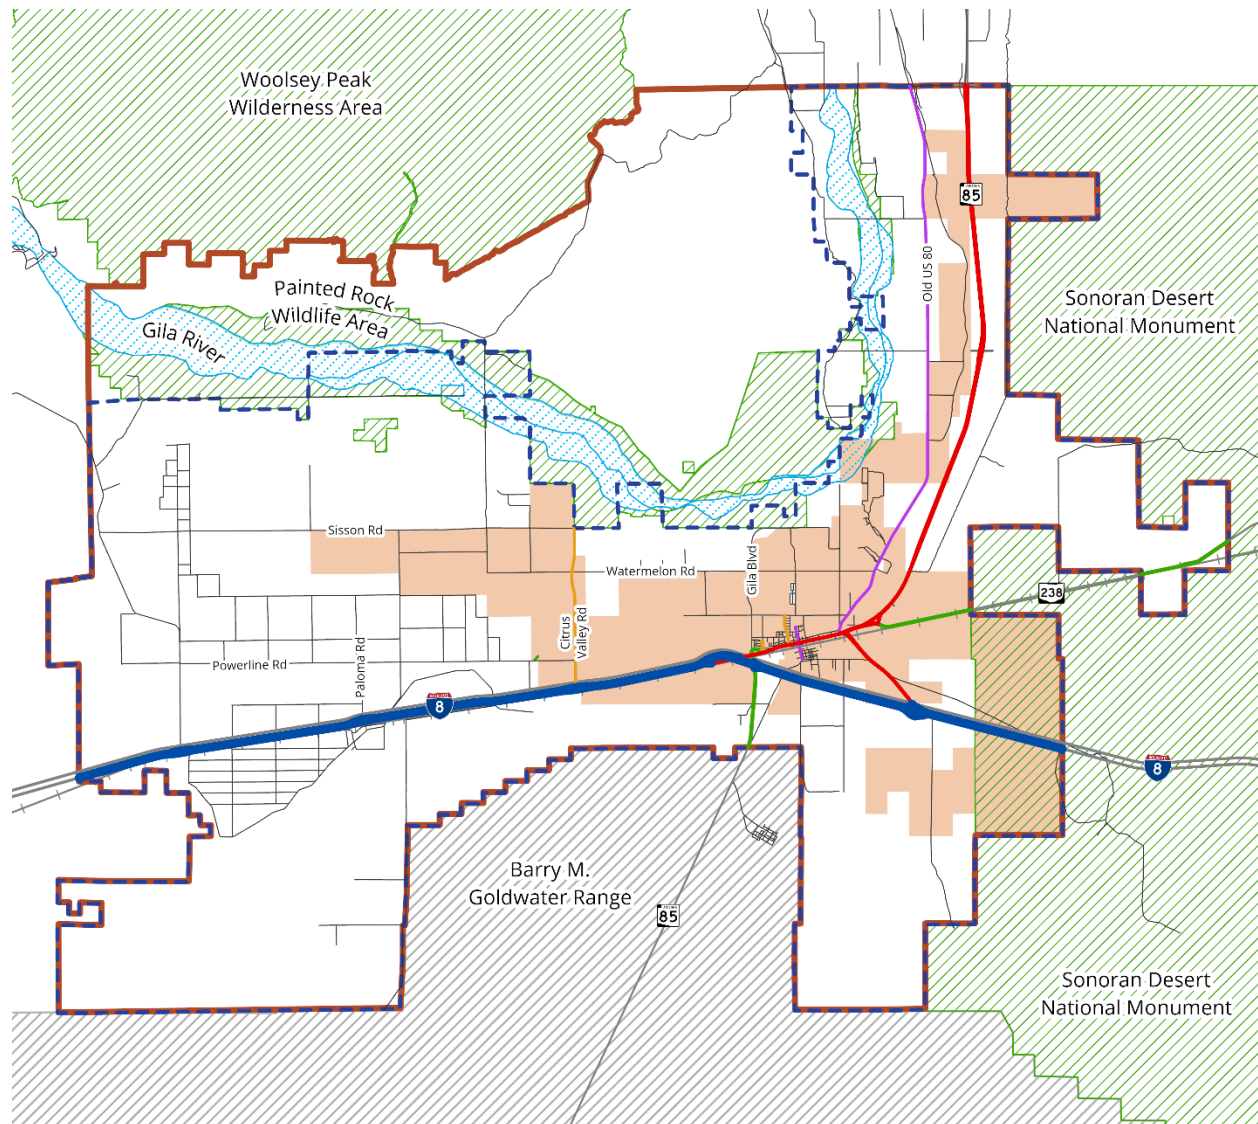 Woolsey Peak
Wilderness Area
ARIZONA
85
Painted Rock
Wildlife Area
Gila River
Old US 80
Sonoran Desert
National Monument
Sisson Rd
Watermelon Rd
Gila Blvd
238
Citrus
Valley Rd
Powerline Rd
Paloma Rd
8
8
Barry M.
Goldwater Range
85
Sonoran Desert
National Monument